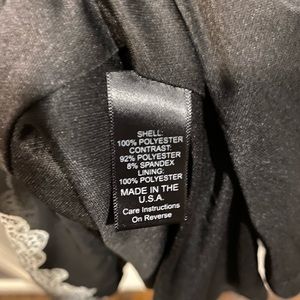 SHELL:
100% POLYESTER
CONTRAST:
92% POLYESTER
8% SPANDEX
LINING:
100% POLYESTER
MADE IN THE
U.S.A.
Care Instructions
On Reverse